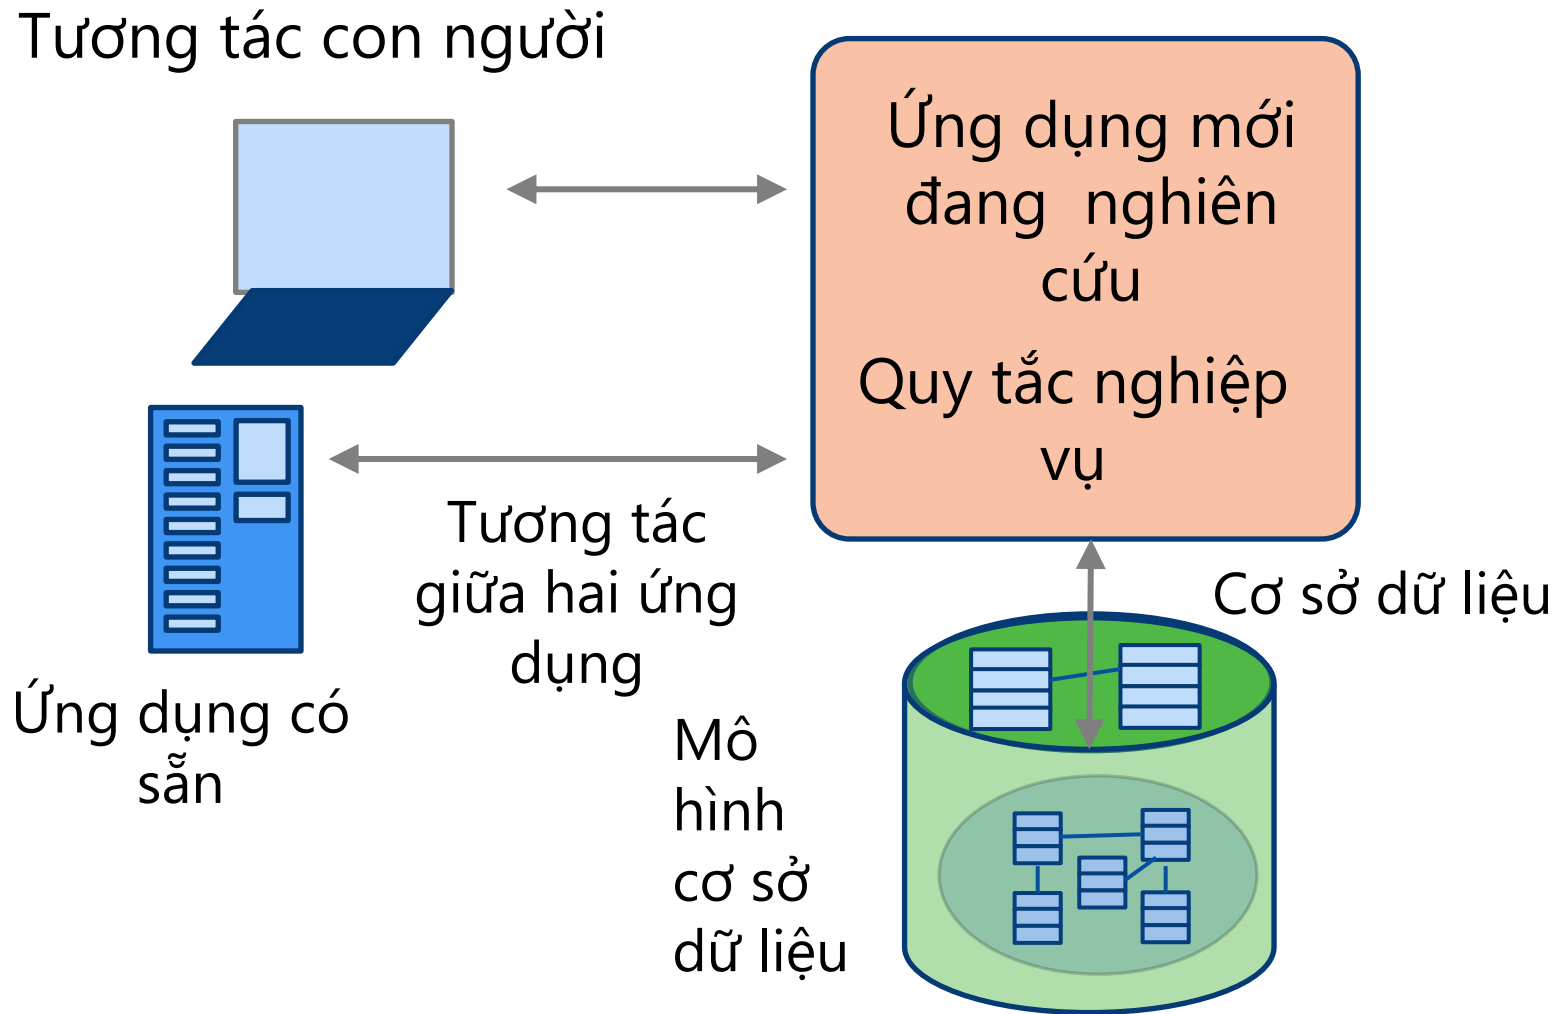 Tương tác con người
Ứng dụng mới
đang nghiên
cứu
Quy tắc nghiệp
vụ
Tương tác
giữa hai ứng
dụng
Ứng dụng có
sẵn
Cơ sở dữ liệu
Mô
hình
cơ sở
dữ liệu